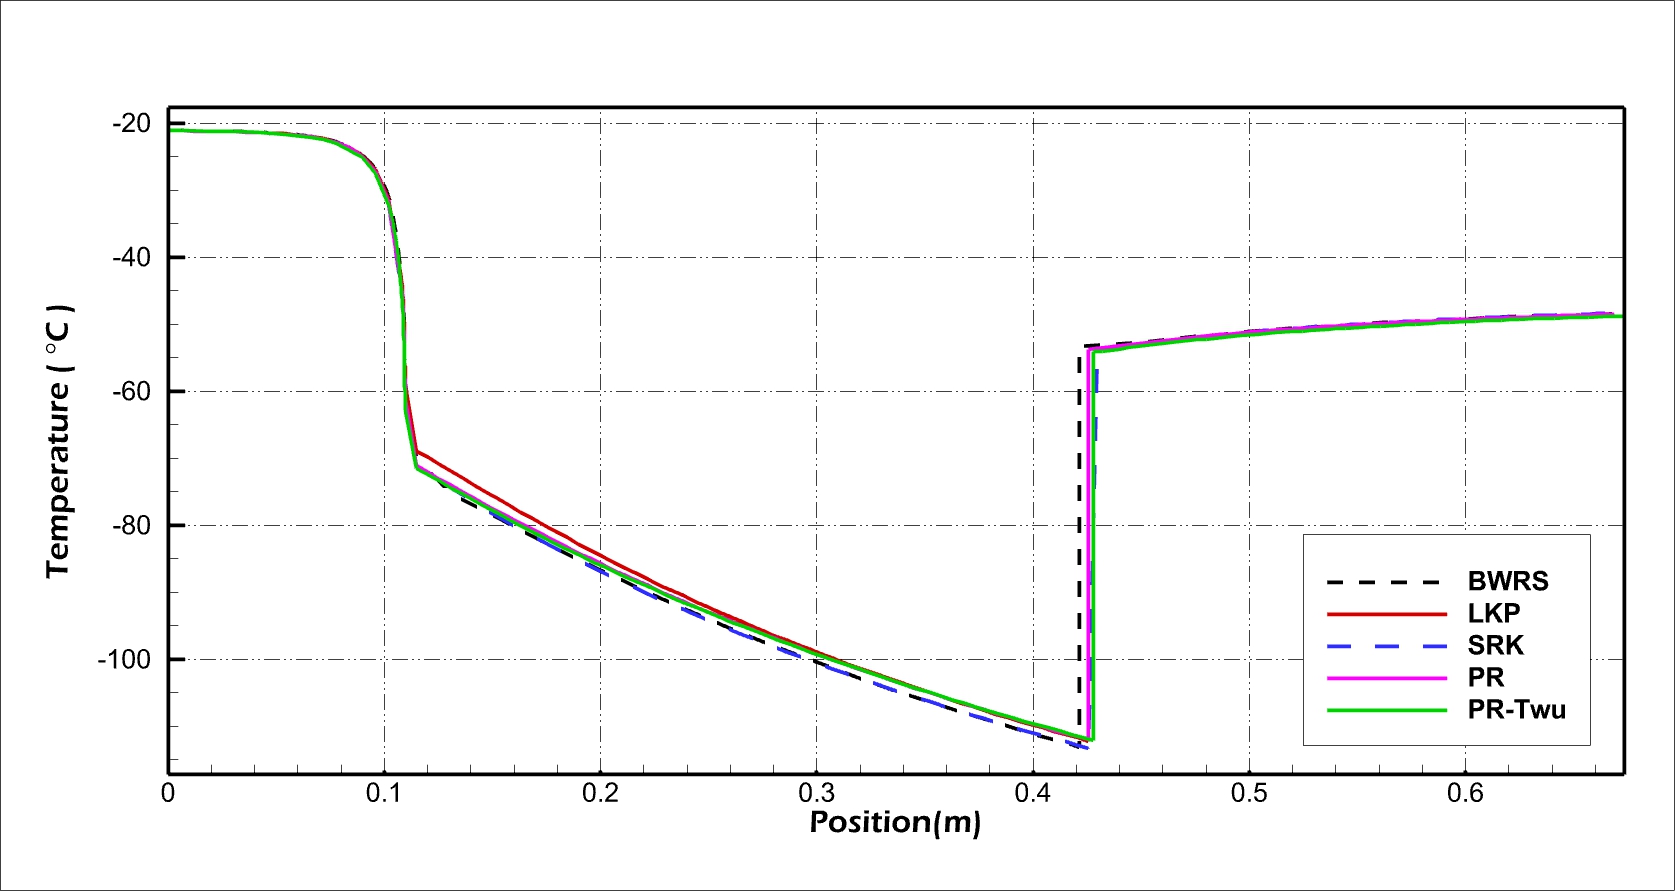 -20
-40
-60
-80
-100
Temperature ( °C )
0 0.1 0.2 0.3 0.4 0.5 0.6
Position(m)
BWRS
LKP
SRK
PR
PR-Twu